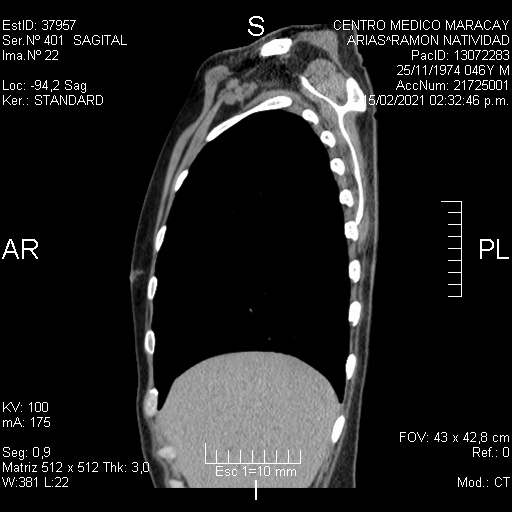 EstID: 37957
Ser.Nº 401 SAGITAL
Ima.Nº 22
Loc: -94,2 Sag
Ker.: STANDARD
S
CENTRO MEDICO MARACAY
ARIAS^RAMON NATIVIDAD
PacID: 13072283
25/11/1974 046Y M
AccNum: 21725001
15/02/2021 02:32:46 p.m.
AR
PL
KV: 100
mA: 175
Seg: 0,9
Matriz 512 x 512 Thk: 3,0
W:381 L:22
Esc 1=10 mm
I
FOV: 43 x 42,8 cm
Ref.: 0
Mod.: CT